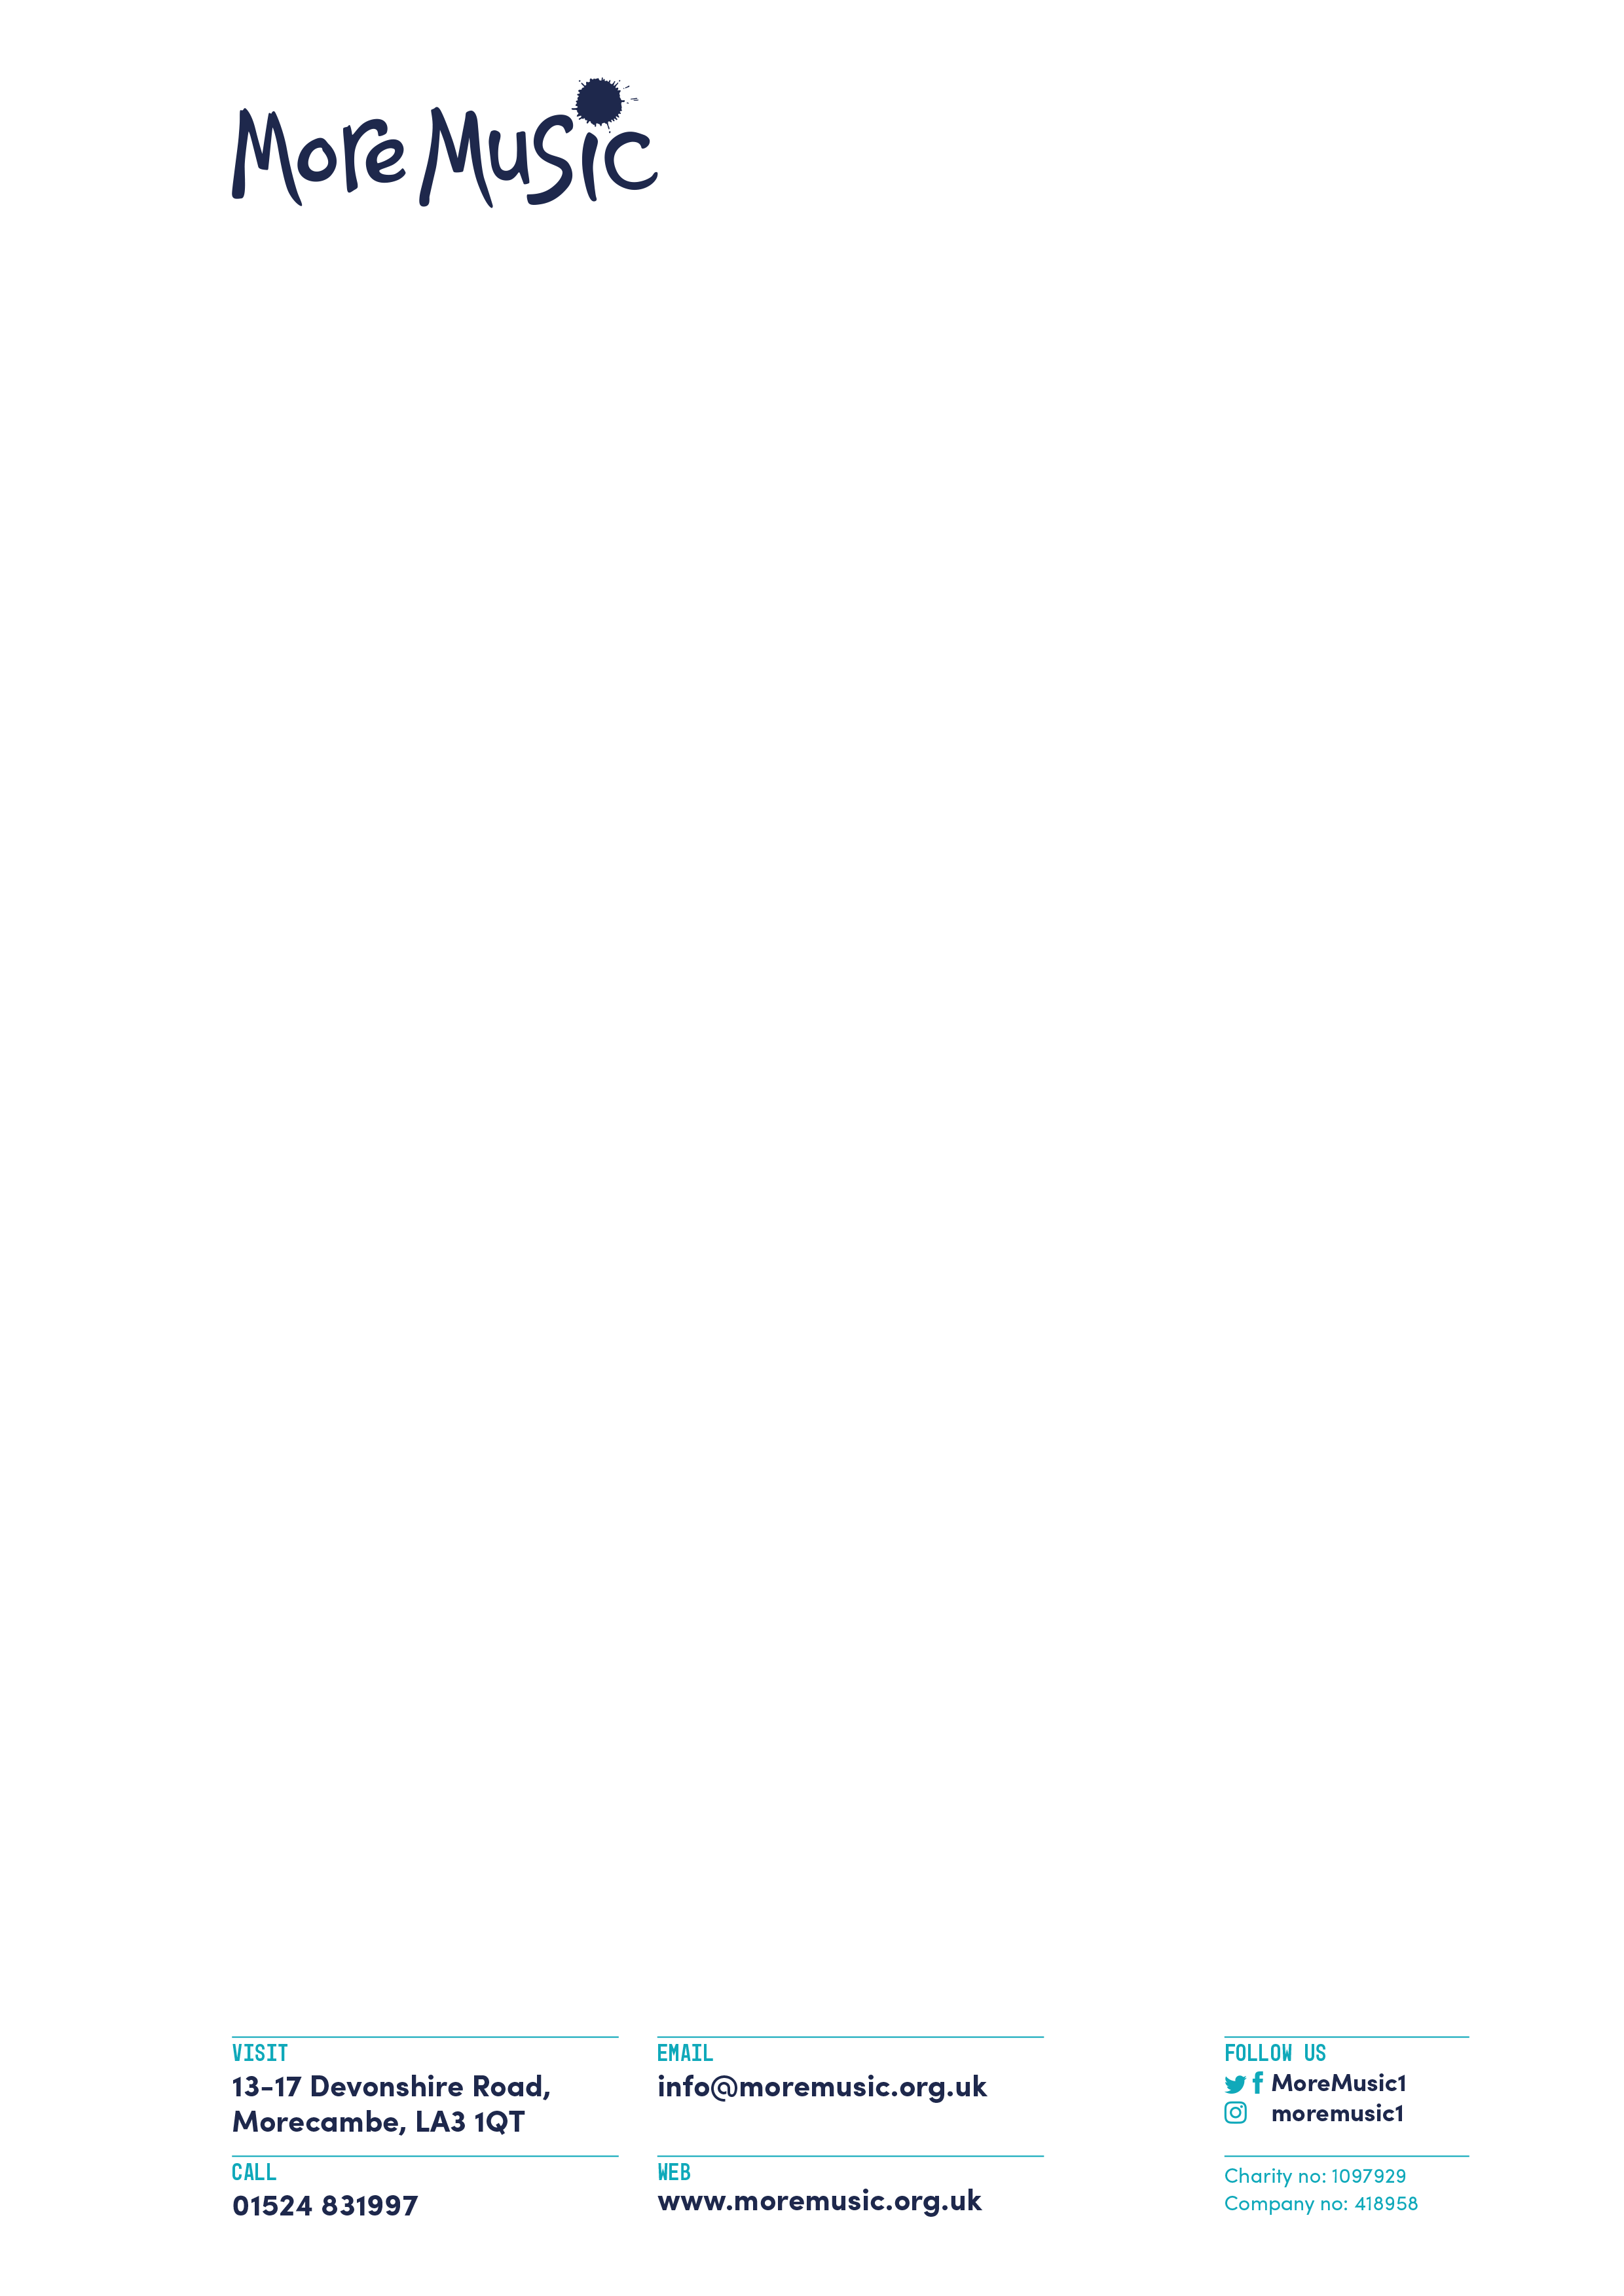 More Music
VISIT
13-17 Devonshire Road,
Morecambe, LA3 1QT
CALL
01524 831997
EMAIL
info@moremusic.org.uk
WEB
www.moremusic.org.uk
FOLLOW US
MoreMusic1
moremusic1
Charity no: 1097929
Company no: 418958